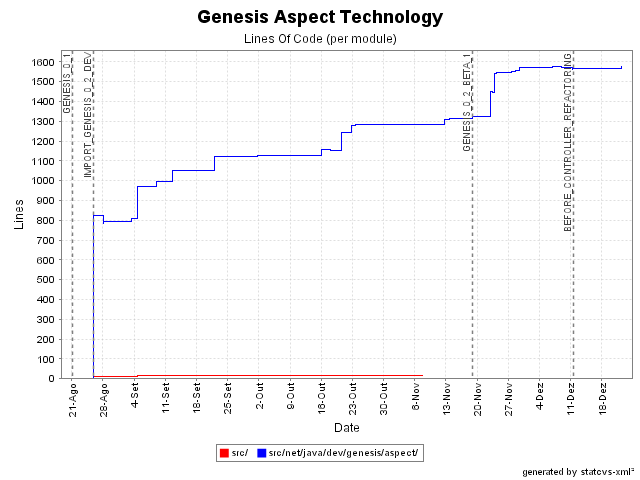 Genesis Aspect Technology
Lines Of Code (per module)
Lines
1600
1500
1400
1300
1200
1100
1000
900
800
700
600
500
400
300
200
100
0
GENESIS_0_1
IMPORT_GENESIS_0_2_DEV
GENESIS_0_2_BETA_1
BEFORE_CONTROLLER_REFACTORING
21-Ago
28-Ago
4-Set
11-Set
18-Set
25-Set
2-Out
9-Out
16-Out
23-Out
30-Out
6-Nov
13-Nov
20-Nov
27-Nov
4-Dez
11-Dez
18-Dez
Date
src/
src/net/java/dev/genesis/aspect/
generated by statcvs-xml²